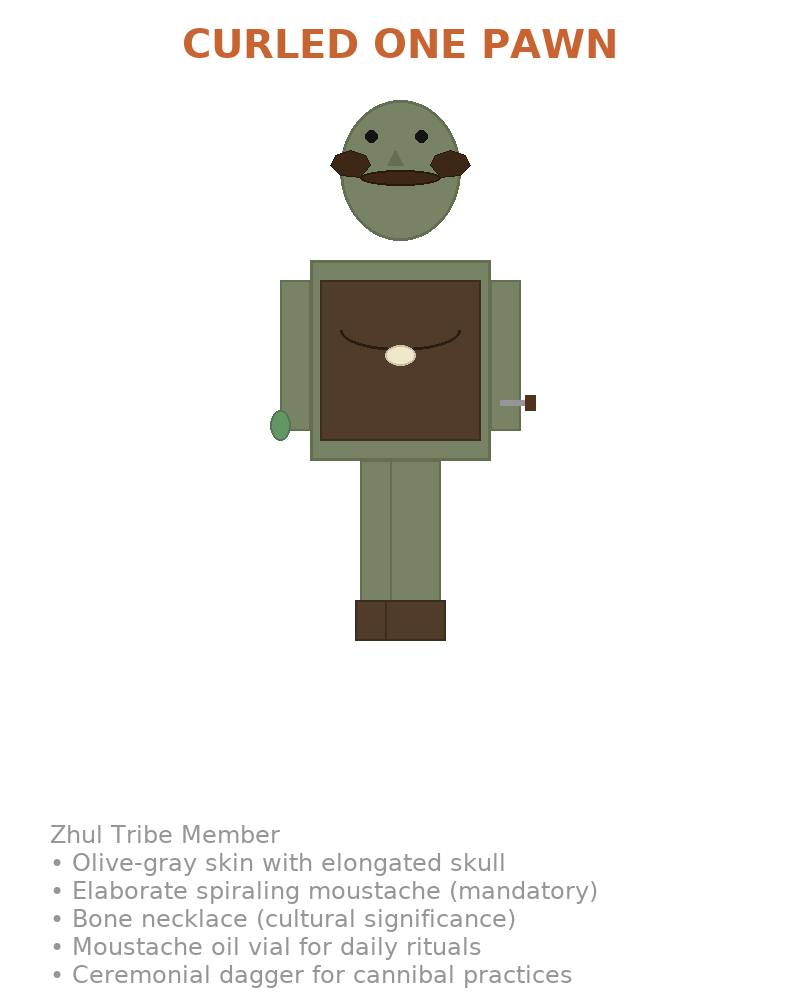 CURLED ONE PAWN
Zhul Tribe Member
• Olive-gray skin with elongated skull
• Elaborate spiraling moustache (mandatory)
• Bone necklace (cultural significance)
• Moustache oil vial for daily rituals
• Ceremonial dagger for cannibal practices